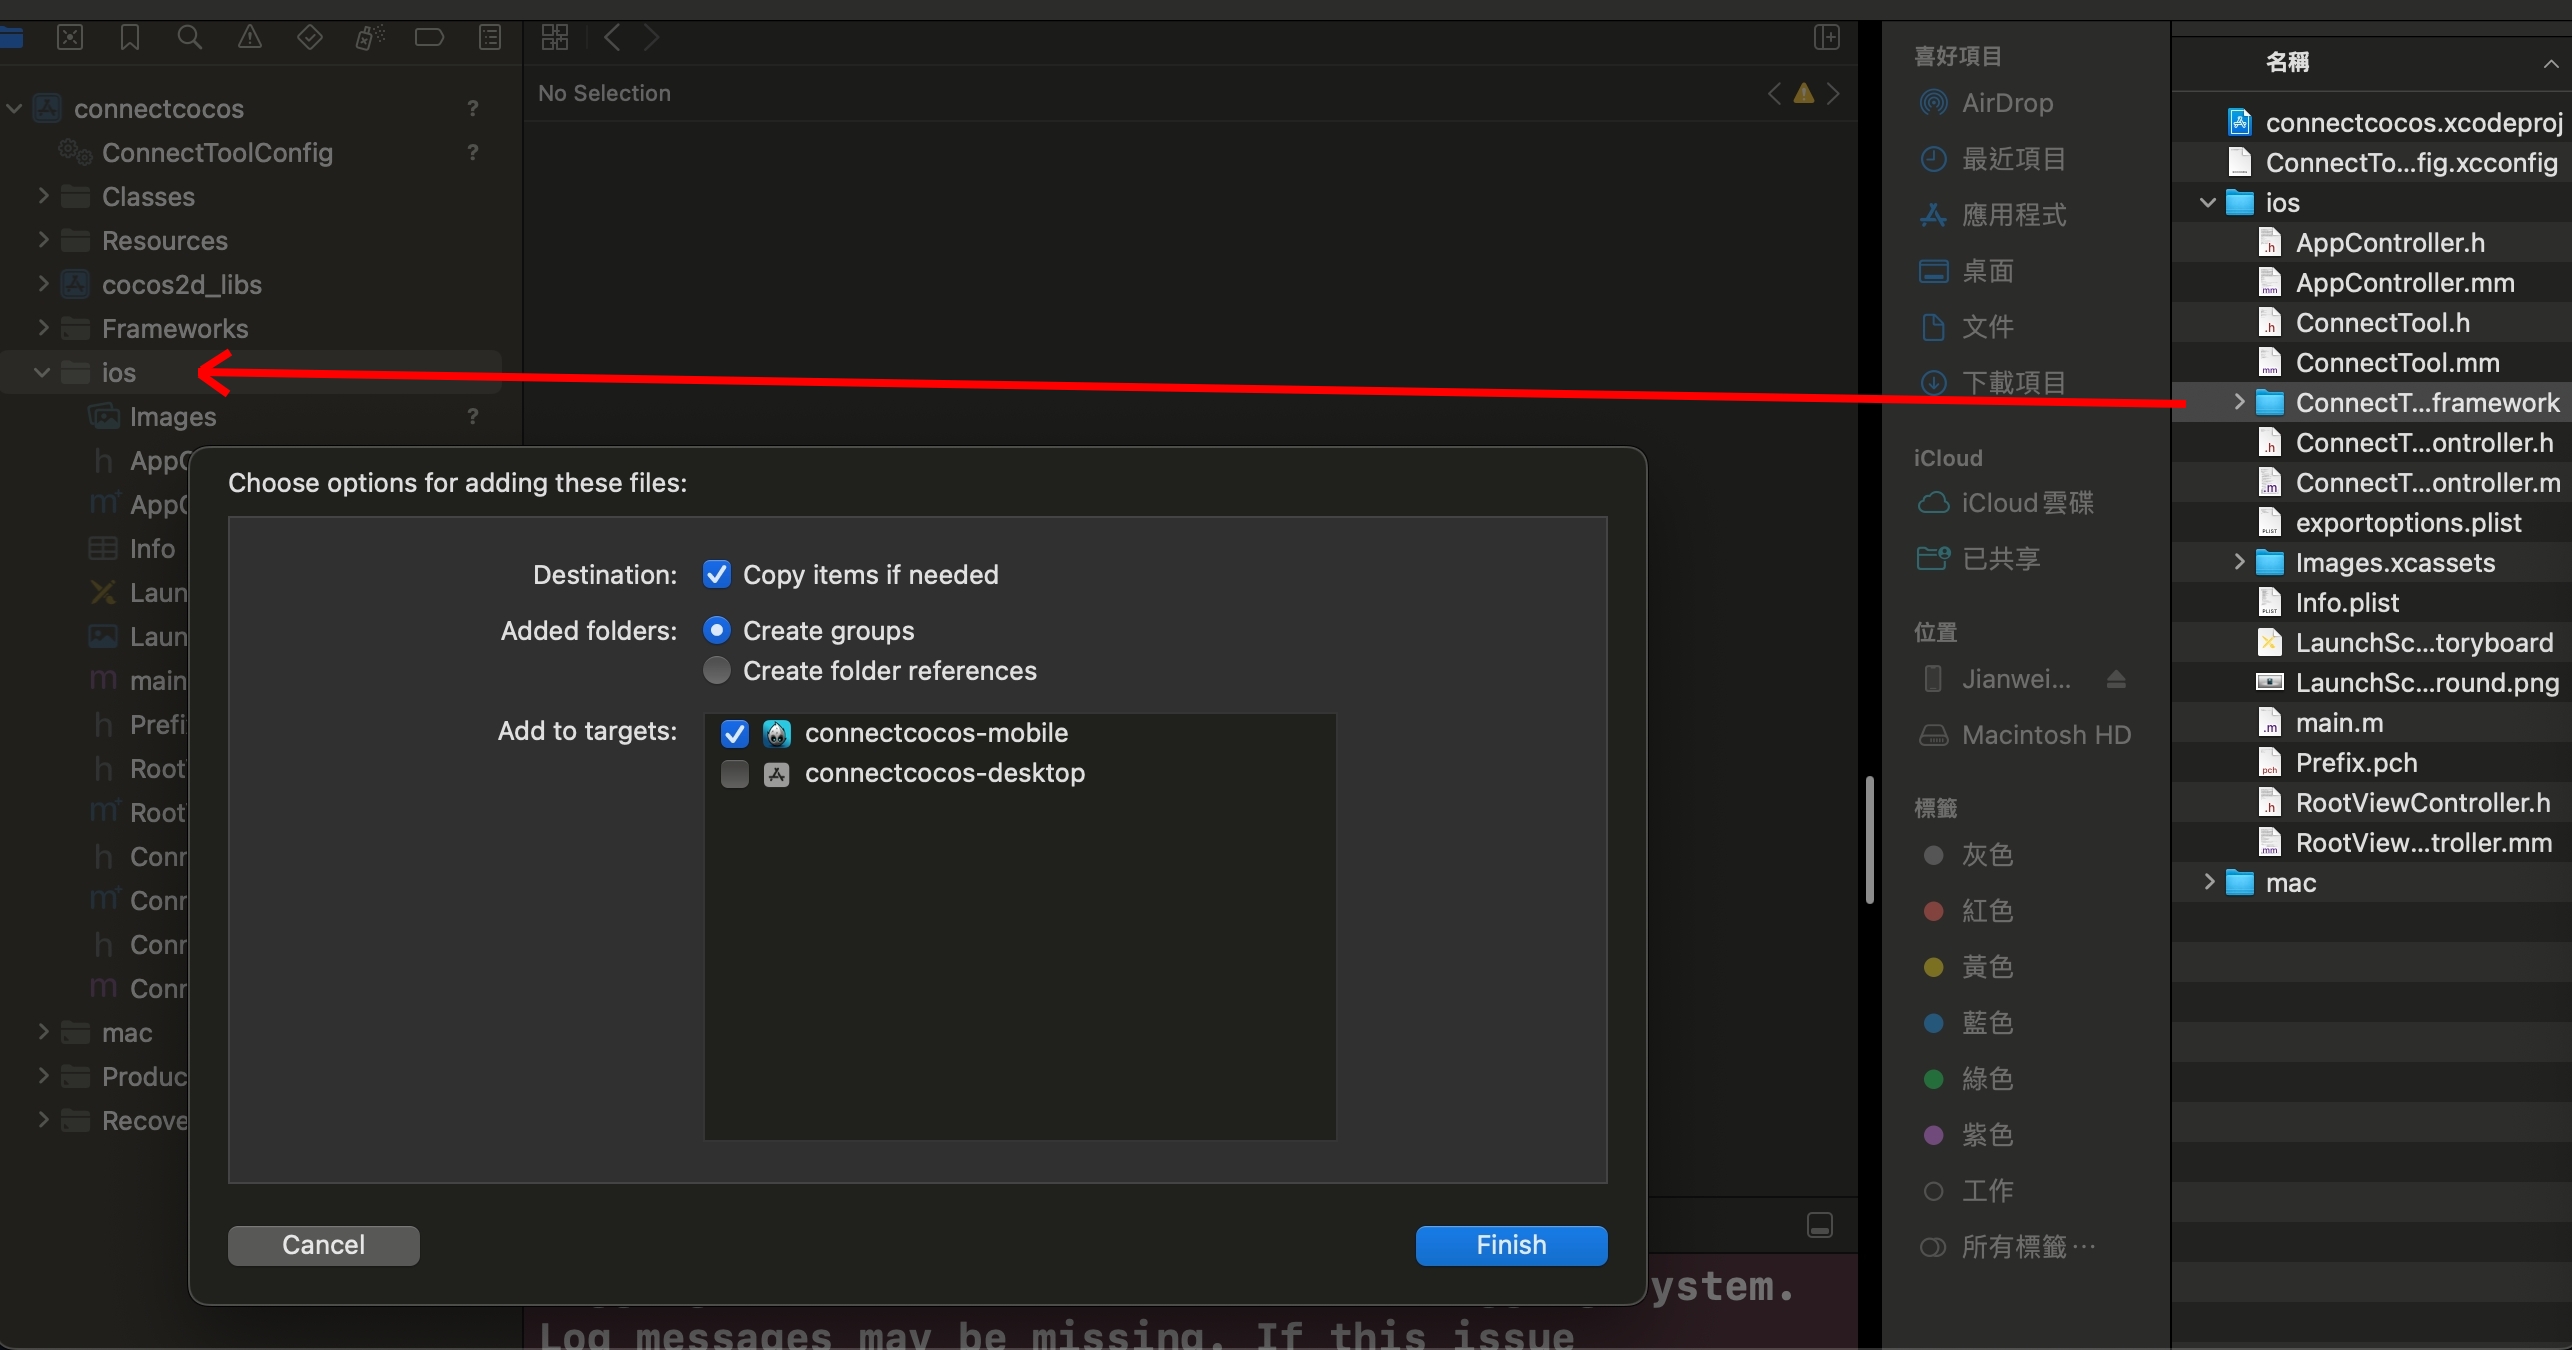 connectcocos ?
ConnectToolConfig ?
Classes
Resources
cocos2d_libs
Frameworks
ios
Images ?
AppC
AppC
Info
Laun
Laun
main
Prefi
Root
Root
Conn
Conn
Conn
Conn
mac
Produc
Recove
No Selection
Choose options for adding these files:
Destination: Copy items if needed
Added folders: Create groups
Create folder references
Add to targets: connectcocos-mobile
connectcocos-desktop
Cancel
Finish
ystem.
Log messages may be missing. If this issue
喜好項目
AirDrop
最近項目
應用程式
桌面
文件
下載項目
iCloud
iCloud雲碟
已共享
位置
Jianwei...
Macintosh HD
標籤
灰色
紅色
黃色
藍色
綠色
紫色
工作
所有標籤⋯
名稱
connectcocos.xcodeproj
ConnectTo...fig.xcconfig
ios
AppController.h
AppController.mm
ConnectTool.h
ConnectTool.mm
ConnectT...framework
ConnectT...ontroller.h
ConnectT...ontroller.m
exportoptions.plist
Images.xcassets
Info.plist
LaunchSc...toryboard
LaunchSc...round.png
main.m
Prefix.pch
RootViewController.h
RootView...troller.mm
mac